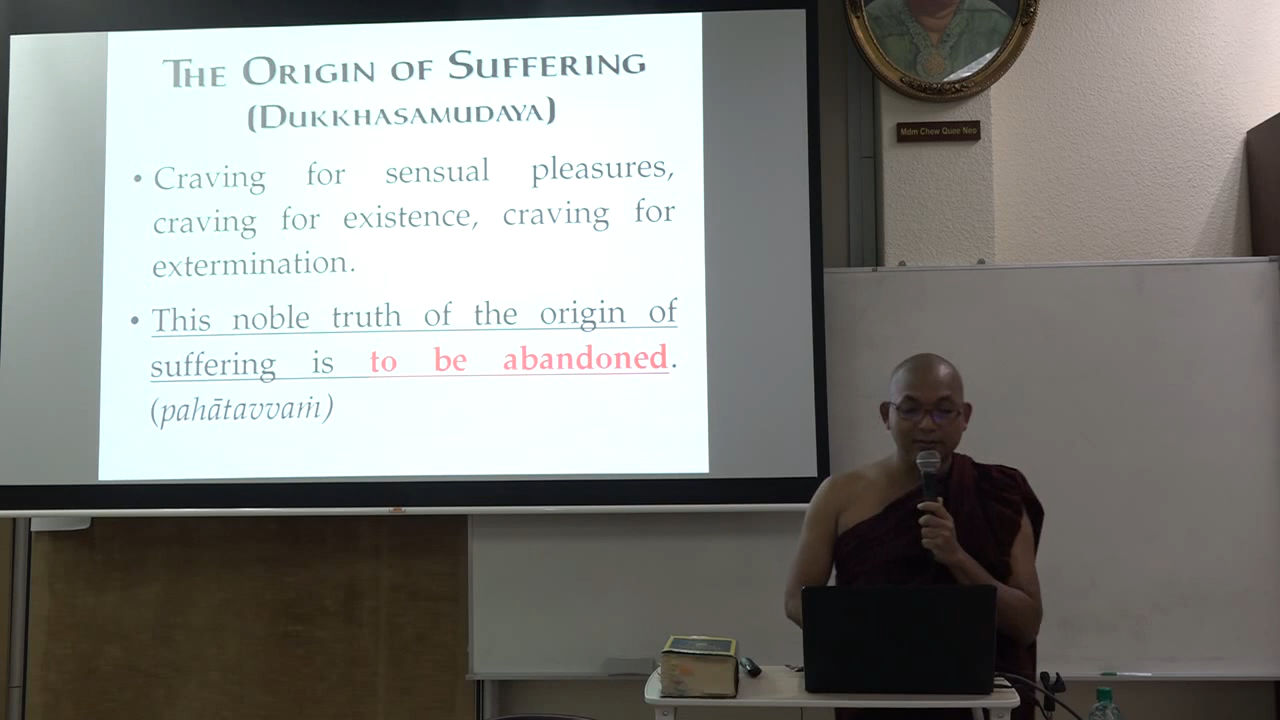 THE ORIGIN OF SUFFERING
(DUKKHASAMUDAYA)
• Craving for sensual pleasures,
craving for existence, craving for
extermination.
• This noble truth of the origin of
suffering is to be abandoned.
(pahātavvaṁ)
Mdm Chew Quee Neo